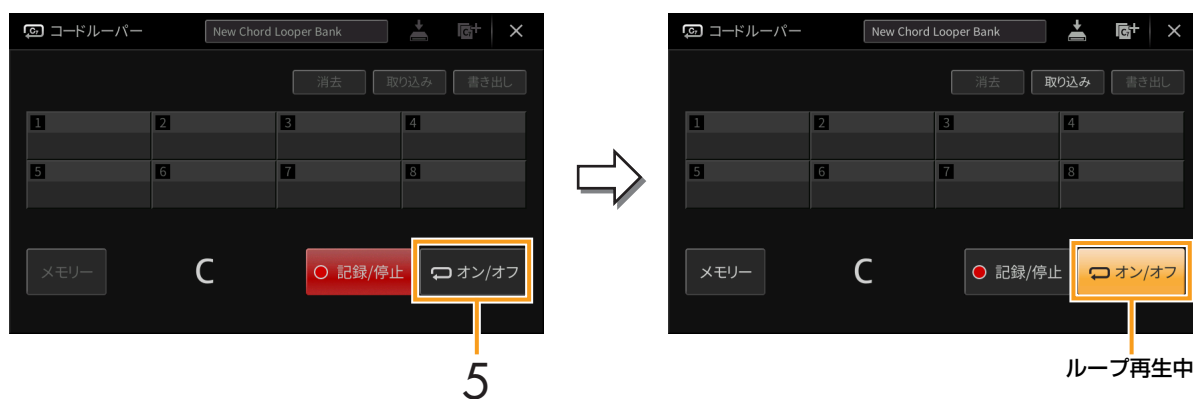 コードルーパー New Chord Looper Bank
消去 取り込み 書き出し
1 2 3 4
5 6 7 8
メモリー C 記録/停止 オン/オフ
5
コードルーパー New Chord Looper Bank
消去 取り込み 書き出し
1 2 3 4
5 6 7 8
メモリー C 記録/停止 オン/オフ
ループ再生中